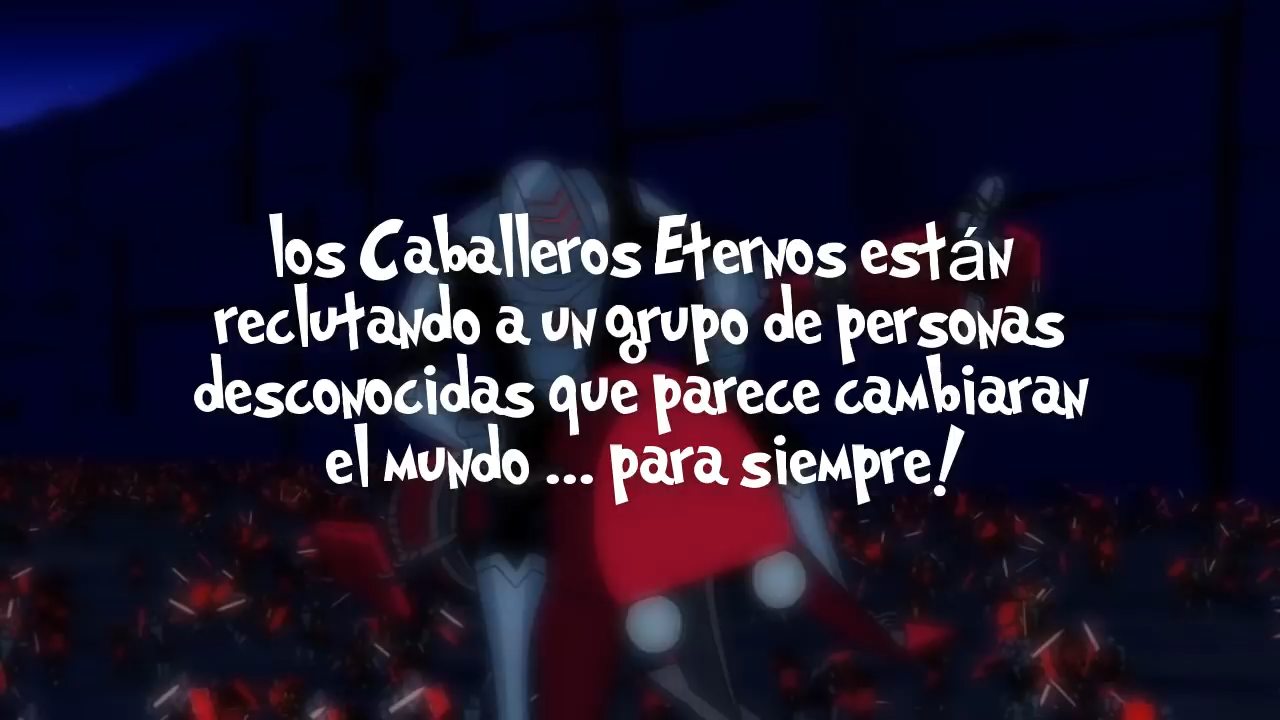 los Caballeros Eternos están
reclutando a un grupo de personas
desconocidas que parece cambiaran
el mundo ... para siempre!